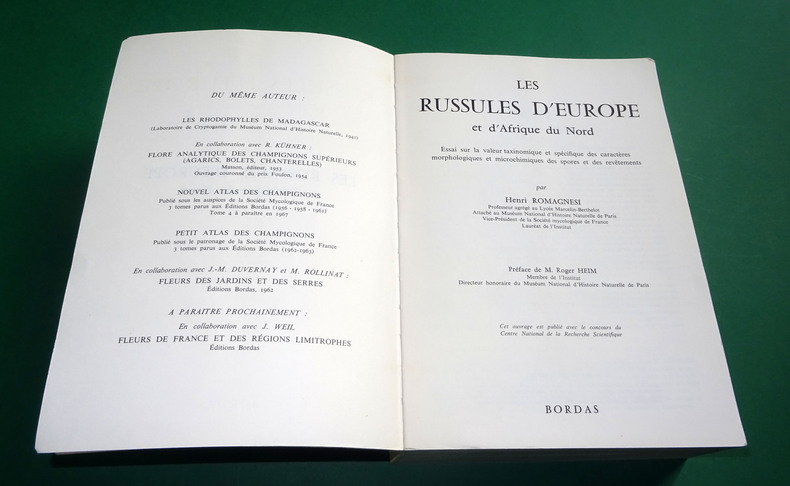 DU MÊME AUTEUR :
LES RHODOPHYLLES DE MADAGASCAR
(Laboratoire de Cryptogamie du Muséum National d'Histoire Naturelle, 1941)
En collaboration avec R. KÜHNER :
FLORE ANALYTIQUE DES CHAMPIGNONS SUPÉRIEURS
(AGARICS, BOLETS, CHANTERELLES)
Masson, éditeur, 1953
Ouvrage couronné du prix Foulon, 1954
NOUVEL ATLAS DES CHAMPIGNONS
Publié sous les auspices de la Société Mycologique de France
3 tomes parus aux Éditions Bordas (1956 - 1958 - 1961)
Tome 4 à paraître en 1967
PETIT ATLAS DES CHAMPIGNONS
Publié sous le patronage de la Société Mycologique de France
3 tomes parus aux Éditions Bordas (1962-1963)
En collaboration avec J.-M. DUVERNAY et M. ROLLINAT :
FLEURS DES JARDINS ET DES SERRES
Éditions Bordas, 1962
A PARAITRE PROCHAINEMENT :
En collaboration avec J. WEIL
FLEURS DE FRANCE ET DES RÉGIONS LIMITROPHES
Éditions Bordas
LES
RUSSULES D'EUROPE
et d'Afrique du Nord
Essai sur la valeur taxinomique et spécifique des caractères
morphologiques et microchimiques des spores et des revêtements
par
Henri ROMAGNESI
Professeur agrégé au Lycée Marcelin-Berthelot
Attaché au Muséum National d'Histoire Naturelle de Paris
Vice-Président de la Société mycologique de France
Lauréat de l'Institut
Préface de M. Roger HEIM
Membre de l'Institut
Directeur honoraire du Muséum National d'Histoire Naturelle de Paris
Cet ouvrage est publié avec le concours du
Centre National de la Recherche Scientifique
BORDAS